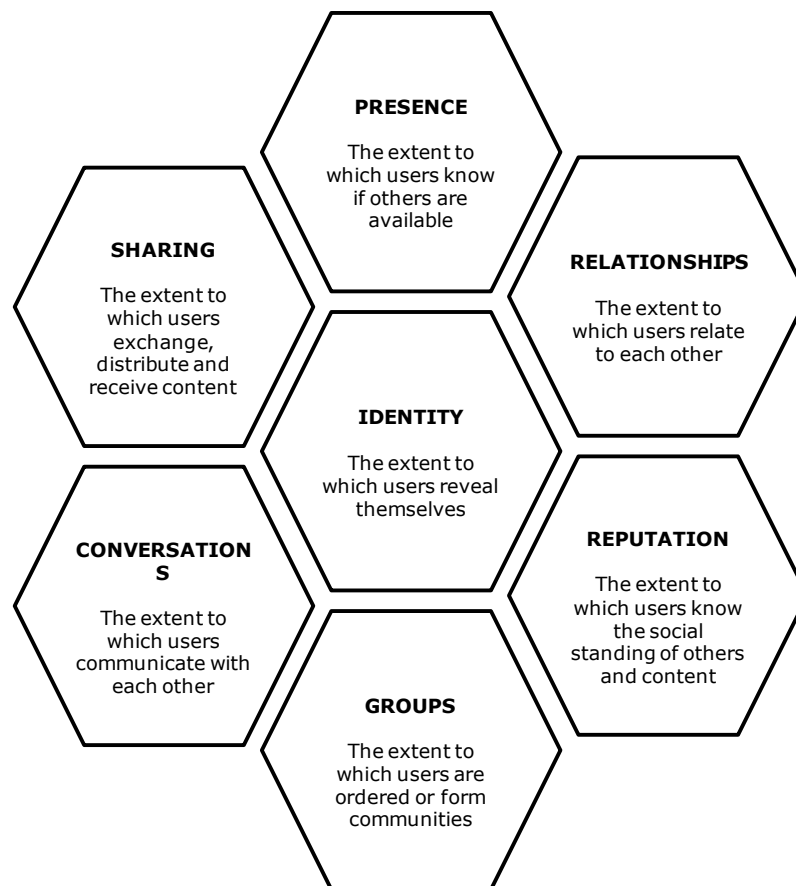 PRESENCE
The extent to
which users know
if others are
available
SHARING
The extent to
which users
exchange,
distribute and
receive content
RELATIONSHIPS
The extent to
which users relate
to each other
IDENTITY
The extent to
which users reveal
themselves
CONVERSATION
S
The extent to
which users
communicate with
each other
REPUTATION
The extent to
which users know
the social
standing of others
and content
GROUPS
The extent to
which users are
ordered or form
communities